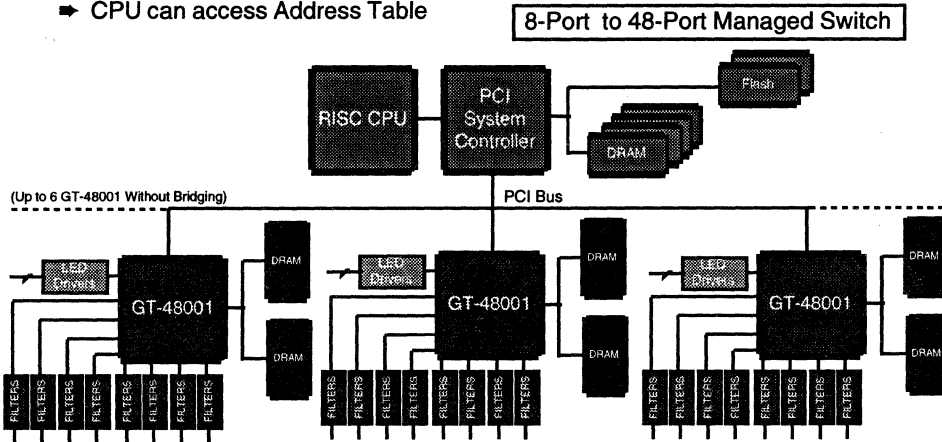 ➨ CPU can access Address Table
8-Port to 48-Port Managed Switch
RISC CPU
PCI
System
Controller
Flash
DRAM
(Up to 6 GT-48001 Without Bridging)
PCI Bus
LED
Drivers
GT-48001
DRAM
DRAM
FILTERS
FILTERS
FILTERS
FILTERS
FILTERS
FILTERS
FILTERS
FILTERS
LED
Drivers
GT-48001
DRAM
DRAM
FILTERS
FILTERS
FILTERS
FILTERS
FILTERS
FILTERS
FILTERS
FILTERS
LED
Drivers
GT-48001
DRAM
DRAM
FILTERS
FILTERS
FILTERS
FILTERS
FILTERS
FILTERS
FILTERS
FILTERS